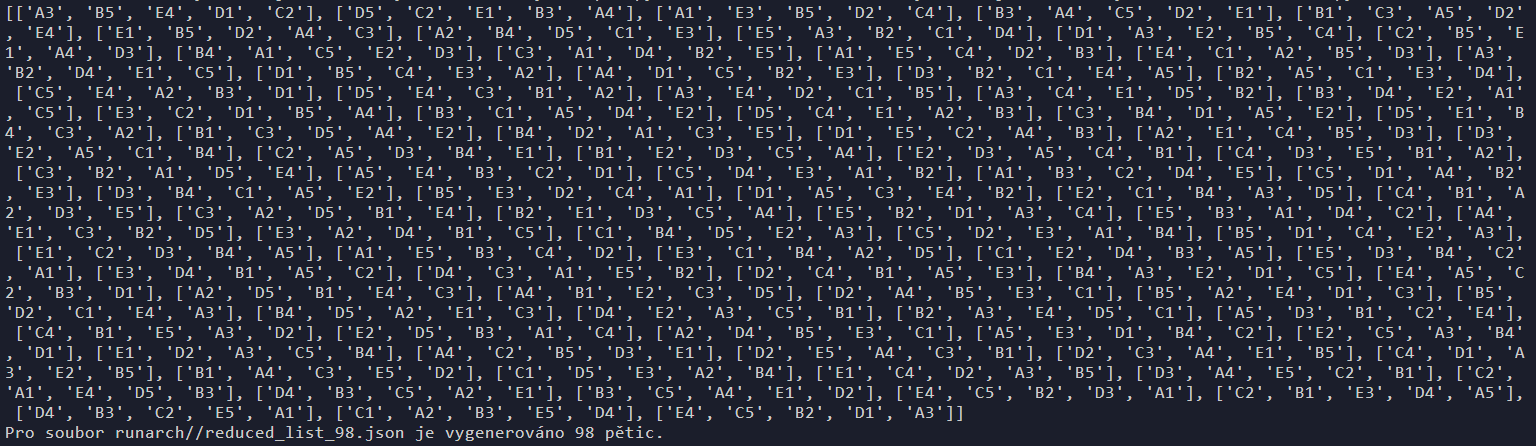 [['A3', 'B5', 'E4', 'D1', 'C2'], ['D5', 'C2', 'E1', 'B3', 'A4'], ['A1', 'E3', 'B5', 'D2', 'C4'], ['B3', 'A4', 'C5', 'D2', 'E1'], ['B1', 'C3', 'A5', 'D2'
, 'E4'], ['E1', 'B5', 'D2', 'A4', 'C3'], ['A2', 'B4', 'D5', 'C1', 'E3'], ['E5', 'A3', 'B2', 'C1', 'D4'], ['D1', 'A3', 'E2', 'B5', 'C4'], ['C2', 'B5', 'E
1', 'A4', 'D3'], ['B4', 'A1', 'C5', 'E2', 'D3'], ['C3', 'A1', 'D4', 'B2', 'E5'], ['A1', 'E5', 'C4', 'D2', 'B3'], ['E4', 'C1', 'A2', 'B5', 'D3'], ['A3',
'B2', 'D4', 'E1', 'C5'], ['D1', 'B5', 'C4', 'E3', 'A2'], ['A4', 'D1', 'C5', 'B2', 'E3'], ['D3', 'B2', 'C1', 'E4', 'A5'], ['B2', 'A5', 'C1', 'E3', 'D4'],
['C5', 'E4', 'A2', 'B3', 'D1'], ['D5', 'E4', 'C3', 'B1', 'A2'], ['A3', 'E4', 'D2', 'C1', 'B5'], ['A3', 'C4', 'E1', 'D5', 'B2'], ['B3', 'D4', 'E2', 'A1'
, 'C5'], ['E3', 'C2', 'D1', 'B5', 'A4'], ['B3', 'C1', 'A5', 'D4', 'E2'], ['D5', 'C4', 'E1', 'A2', 'B3'], ['C3', 'B4', 'D1', 'A5', 'E2'], ['D5', 'E1', 'B
4', 'C3', 'A2'], ['B1', 'C3', 'D5', 'A4', 'E2'], ['B4', 'D2', 'A1', 'C3', 'E5'], ['D1', 'E5', 'C2', 'A4', 'B3'], ['A2', 'E1', 'C4', 'B5', 'D3'], ['D3',
'E2', 'A5', 'C1', 'B4'], ['C2', 'A5', 'D3', 'B4', 'E1'], ['B1', 'E2', 'D3', 'C5', 'A4'], ['E2', 'D3', 'A5', 'C4', 'B1'], ['C4', 'D3', 'E5', 'B1', 'A2'],
['C3', 'B2', 'A1', 'D5', 'E4'], ['A5', 'E4', 'B3', 'C2', 'D1'], ['C5', 'D4', 'E3', 'A1', 'B2'], ['A1', 'B3', 'C2', 'D4', 'E5'], ['C5', 'D1', 'A4', 'B2'
, 'E3'], ['D3', 'B4', 'C1', 'A5', 'E2'], ['B5', 'E3', 'D2', 'C4', 'A1'], ['D1', 'A5', 'C3', 'E4', 'B2'], ['E2', 'C1', 'B4', 'A3', 'D5'], ['C4', 'B1', 'A
2', 'D3', 'E5'], ['C3', 'A2', 'D5', 'B1', 'E4'], ['B2', 'E1', 'D3', 'C5', 'A4'], ['E5', 'B2', 'D1', 'A3', 'C4'], ['E5', 'B3', 'A1', 'D4', 'C2'], ['A4',
'E1', 'C3', 'B2', 'D5'], ['E3', 'A2', 'D4', 'B1', 'C5'], ['C1', 'B4', 'D5', 'E2', 'A3'], ['C5', 'D2', 'E3', 'A1', 'B4'], ['B5', 'D1', 'C4', 'E2', 'A3'],
['E1', 'C2', 'D3', 'B4', 'A5'], ['A1', 'E5', 'B3', 'C4', 'D2'], ['E3', 'C1', 'B4', 'A2', 'D5'], ['C1', 'E2', 'D4', 'B3', 'A5'], ['E5', 'D3', 'B4', 'C2'
, 'A1'], ['E3', 'D4', 'B1', 'A5', 'C2'], ['D4', 'C3', 'A1', 'E5', 'B2'], ['D2', 'C4', 'B1', 'A5', 'E3'], ['B4', 'A3', 'E2', 'D1', 'C5'], ['E4', 'A5', 'C
2', 'B3', 'D1'], ['A2', 'D5', 'B1', 'E4', 'C3'], ['A4', 'B1', 'E2', 'C3', 'D5'], ['D2', 'A4', 'B5', 'E3', 'C1'], ['B5', 'A2', 'E4', 'D1', 'C3'], ['B5',
'D2', 'C1', 'E4', 'A3'], ['B4', 'D5', 'A2', 'E1', 'C3'], ['D4', 'E2', 'A3', 'C5', 'B1'], ['B2', 'A3', 'E4', 'D5', 'C1'], ['A5', 'D3', 'B1', 'C2', 'E4'],
['C4', 'B1', 'E5', 'A3', 'D2'], ['E2', 'D5', 'B3', 'A1', 'C4'], ['A2', 'D4', 'B5', 'E3', 'C1'], ['A5', 'E3', 'D1', 'B4', 'C2'], ['E2', 'C5', 'A3', 'B4'
, 'D1'], ['E1', 'D2', 'A3', 'C5', 'B4'], ['A4', 'C2', 'B5', 'D3', 'E1'], ['D2', 'E5', 'A4', 'C3', 'B1'], ['D2', 'C3', 'A4', 'E1', 'B5'], ['C4', 'D1', 'A
3', 'E2', 'B5'], ['B1', 'A4', 'C3', 'E5', 'D2'], ['C1', 'D5', 'E3', 'A2', 'B4'], ['E1', 'C4', 'D2', 'A3', 'B5'], ['D3', 'A4', 'E5', 'C2', 'B1'], ['C2',
'A1', 'E4', 'D5', 'B3'], ['D4', 'B3', 'C5', 'A2', 'E1'], ['B3', 'C5', 'A4', 'E1', 'D2'], ['E4', 'C5', 'B2', 'D3', 'A1'], ['C2', 'B1', 'E3', 'D4', 'A5'],
['D4', 'B3', 'C2', 'E5', 'A1'], ['C1', 'A2', 'B3', 'E5', 'D4'], ['E4', 'C5', 'B2', 'D1', 'A3']]
Pro soubor runarch//reduced_list_98.json je vygenerováno 98 pětic.